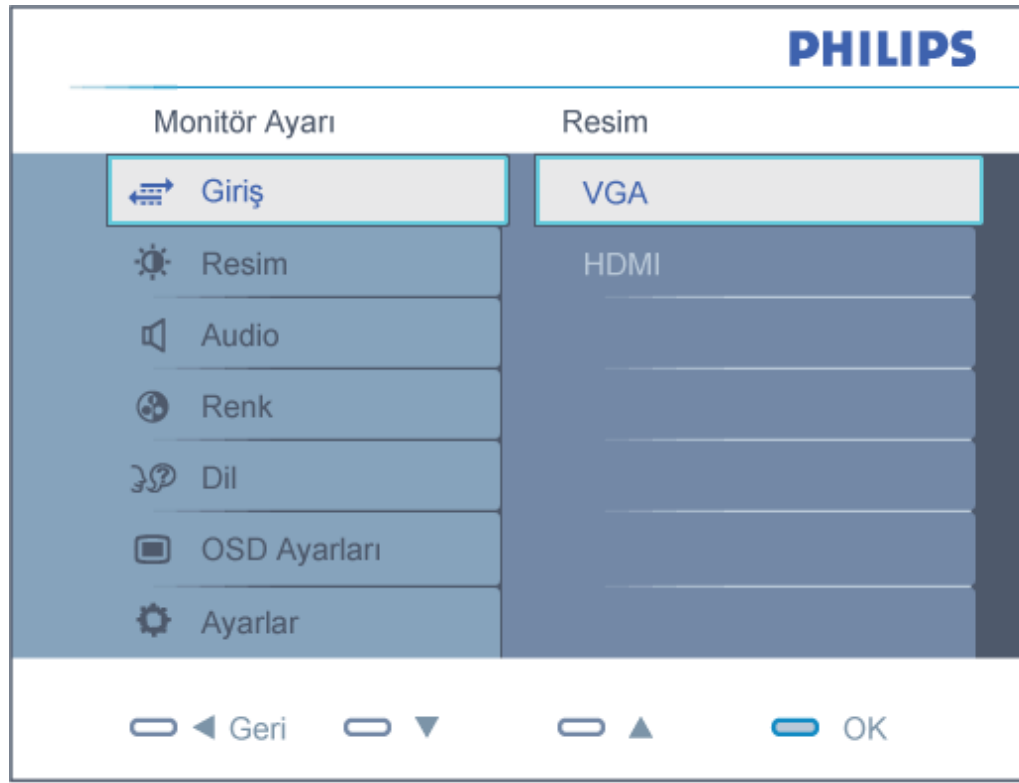 PHILIPS
Monitör Ayarı Resim
Giriş VGA
Resim HDMI
Audio
Renk
Dil
OSD Ayarları
Ayarlar
Geri OK